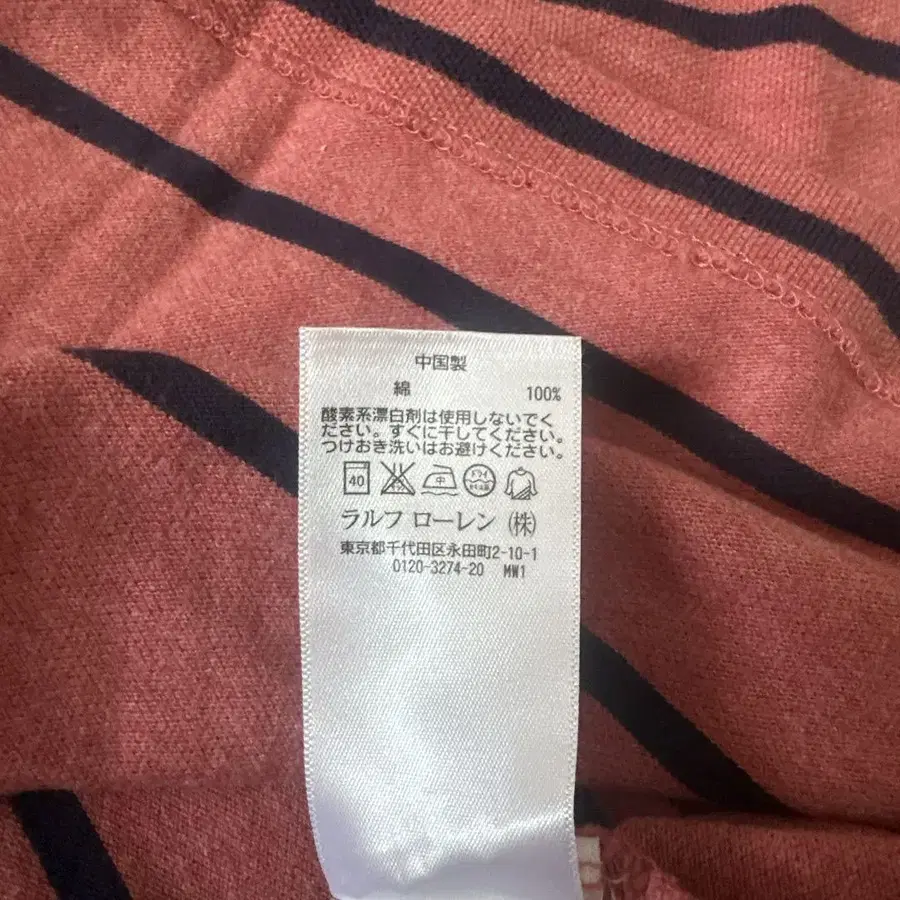 中国製
綿 100%
酸素系漂白剤は使用しないでく
ださい。すぐに干してください。
つけおき洗いはお避けください。
40 中 ドライ
ラルフ ローレン (株)
東京都千代田区永田町2-10-1
0120-3274-20 MW1